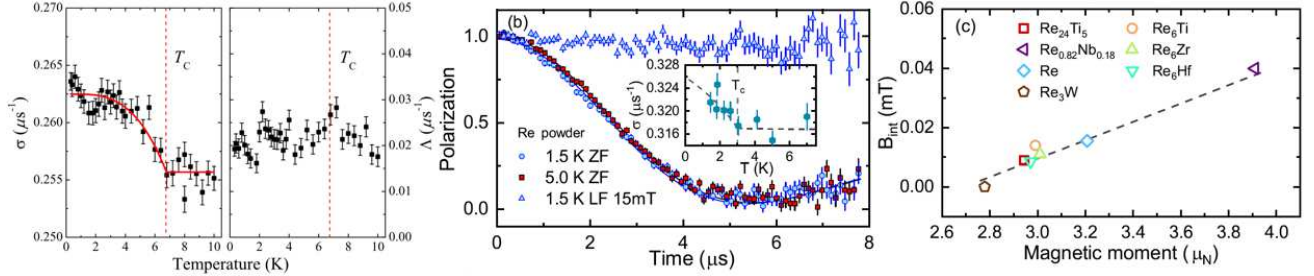 0.270
0.265
0.260
0.255
0.250
σ (μs⁻¹)
T_C
0 2 4 6 8 10
T_C
0 2 4 6 8 10
0.05
0.04
0.03
0.02
0.01
0.00
Λ (μs⁻¹)
Temperature (K)
(b)
1.0
0.5
0.0
Polarization
Re powder
1.5 K ZF
5.0 K ZF
1.5 K LF 15mT
0.328
0.324
0.320
0.316
σ (μs⁻¹)
T_c
0 2 4 6
T (K)
0 2 4 6 8
Time (μs)
(c)
0.06
0.04
0.02
0.00
B_int (mT)
Re₂₄Ti₅
Re₀.₈₂Nb₀.₁₈
Re
Re₃W
Re₆Ti
Re₆Zr
Re₆Hf
2.6 2.8 3.0 3.2 3.4 3.6 3.8 4.0
Magnetic moment (μ_N)